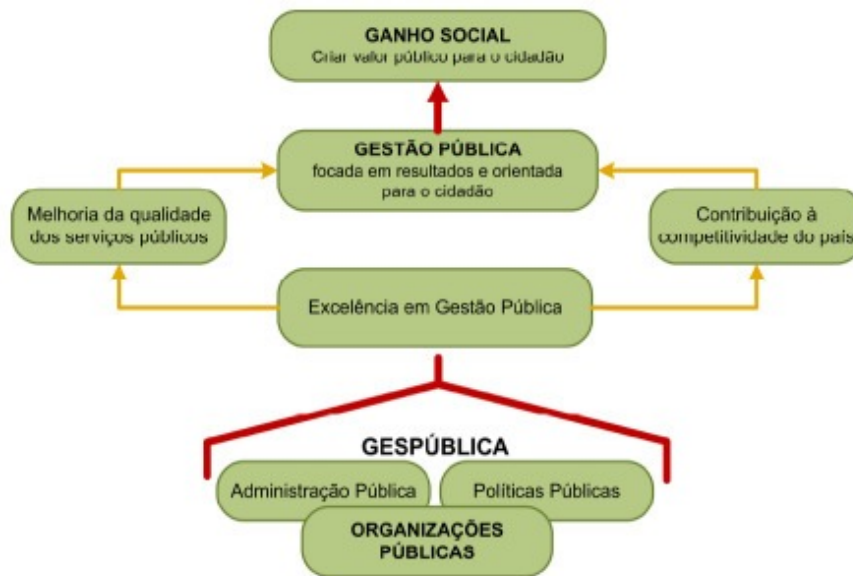 GANHO SOCIAL
Criar valor público para o cidadão
GESTÃO PÚBLICA
focada em resultados e orientada
para o cidadão
Melhoria da qualidade
dos serviços públicos
Contribuição à
competitividade do país
Excelência em Gestão Pública
GESPÚBLICA
Administração Pública
Políticas Públicas
ORGANIZAÇÕES
PÚBLICAS